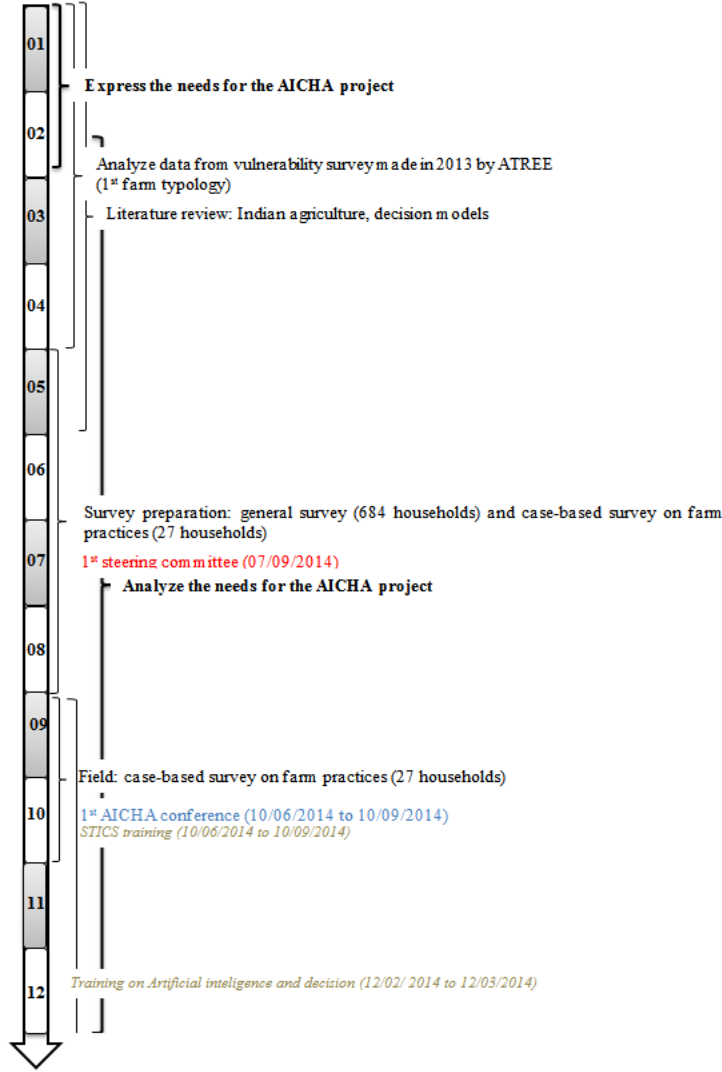 01
Express the needs for the AICHA project
02
Analyze data from vulnerability survey made in 2013 by ATREE
(1st farm typology)
03
Literature review: Indian agriculture, decision models
04
05
06
Survey preparation: general survey (684 households) and case-based survey on farm
practices (27 households)
07
1st steering committee (07/09/2014)
Analyze the needs for the AICHA project
08
09
Field: case-based survey on farm practices (27 households)
10
1st AICHA conference (10/06/2014 to 10/09/2014)
STICS training (10/06/2014 to 10/09/2014)
11
12
Training on Artificial inteligence and decision (12/02/ 2014 to 12/03/2014)